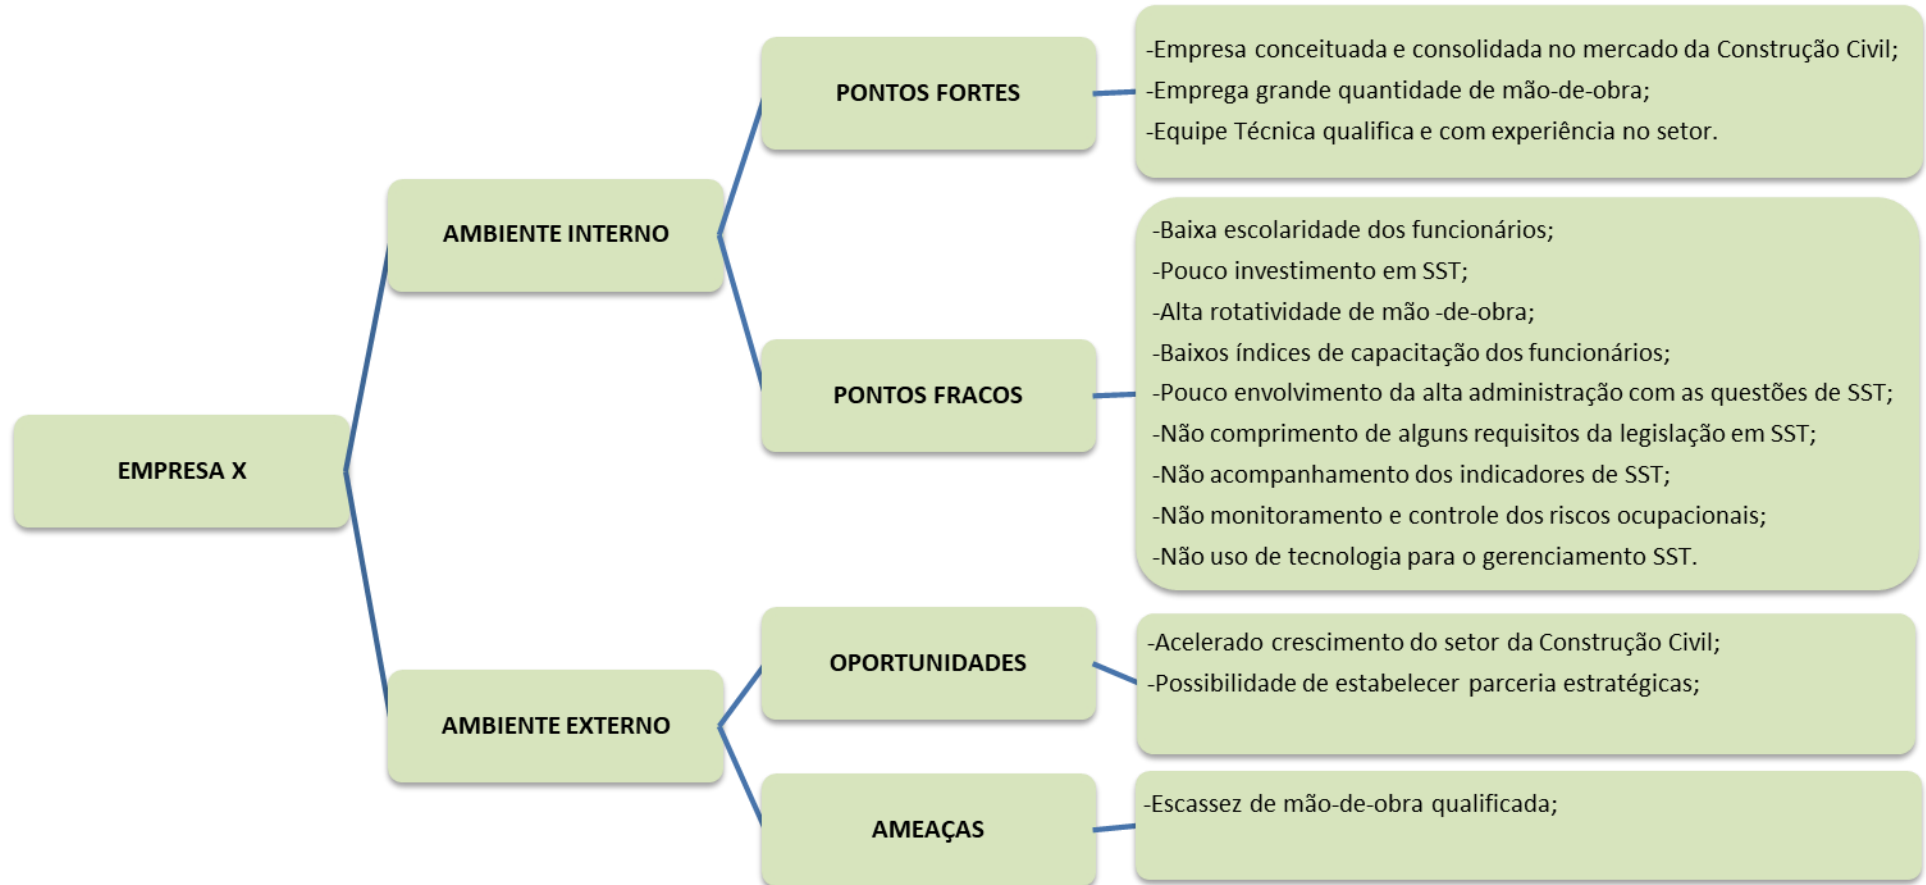 PONTOS FORTES
-Empresa conceituada e consolidada no mercado da Construção Civil;
-Emprega grande quantidade de mão-de-obra;
-Equipe Técnica qualifica e com experiência no setor.
AMBIENTE INTERNO
PONTOS FRACOS
-Baixa escolaridade dos funcionários;
-Pouco investimento em SST;
-Alta rotatividade de mão -de-obra;
-Baixos índices de capacitação dos funcionários;
-Pouco envolvimento da alta administração com as questões de SST;
-Não comprimento de alguns requisitos da legislação em SST;
-Não acompanhamento dos indicadores de SST;
-Não monitoramento e controle dos riscos ocupacionais;
-Não uso de tecnologia para o gerenciamento SST.
EMPRESA X
OPORTUNIDADES
-Acelerado crescimento do setor da Construção Civil;
-Possibilidade de estabelecer parceria estratégicas;
AMBIENTE EXTERNO
AMEAÇAS
-Escassez de mão-de-obra qualificada;